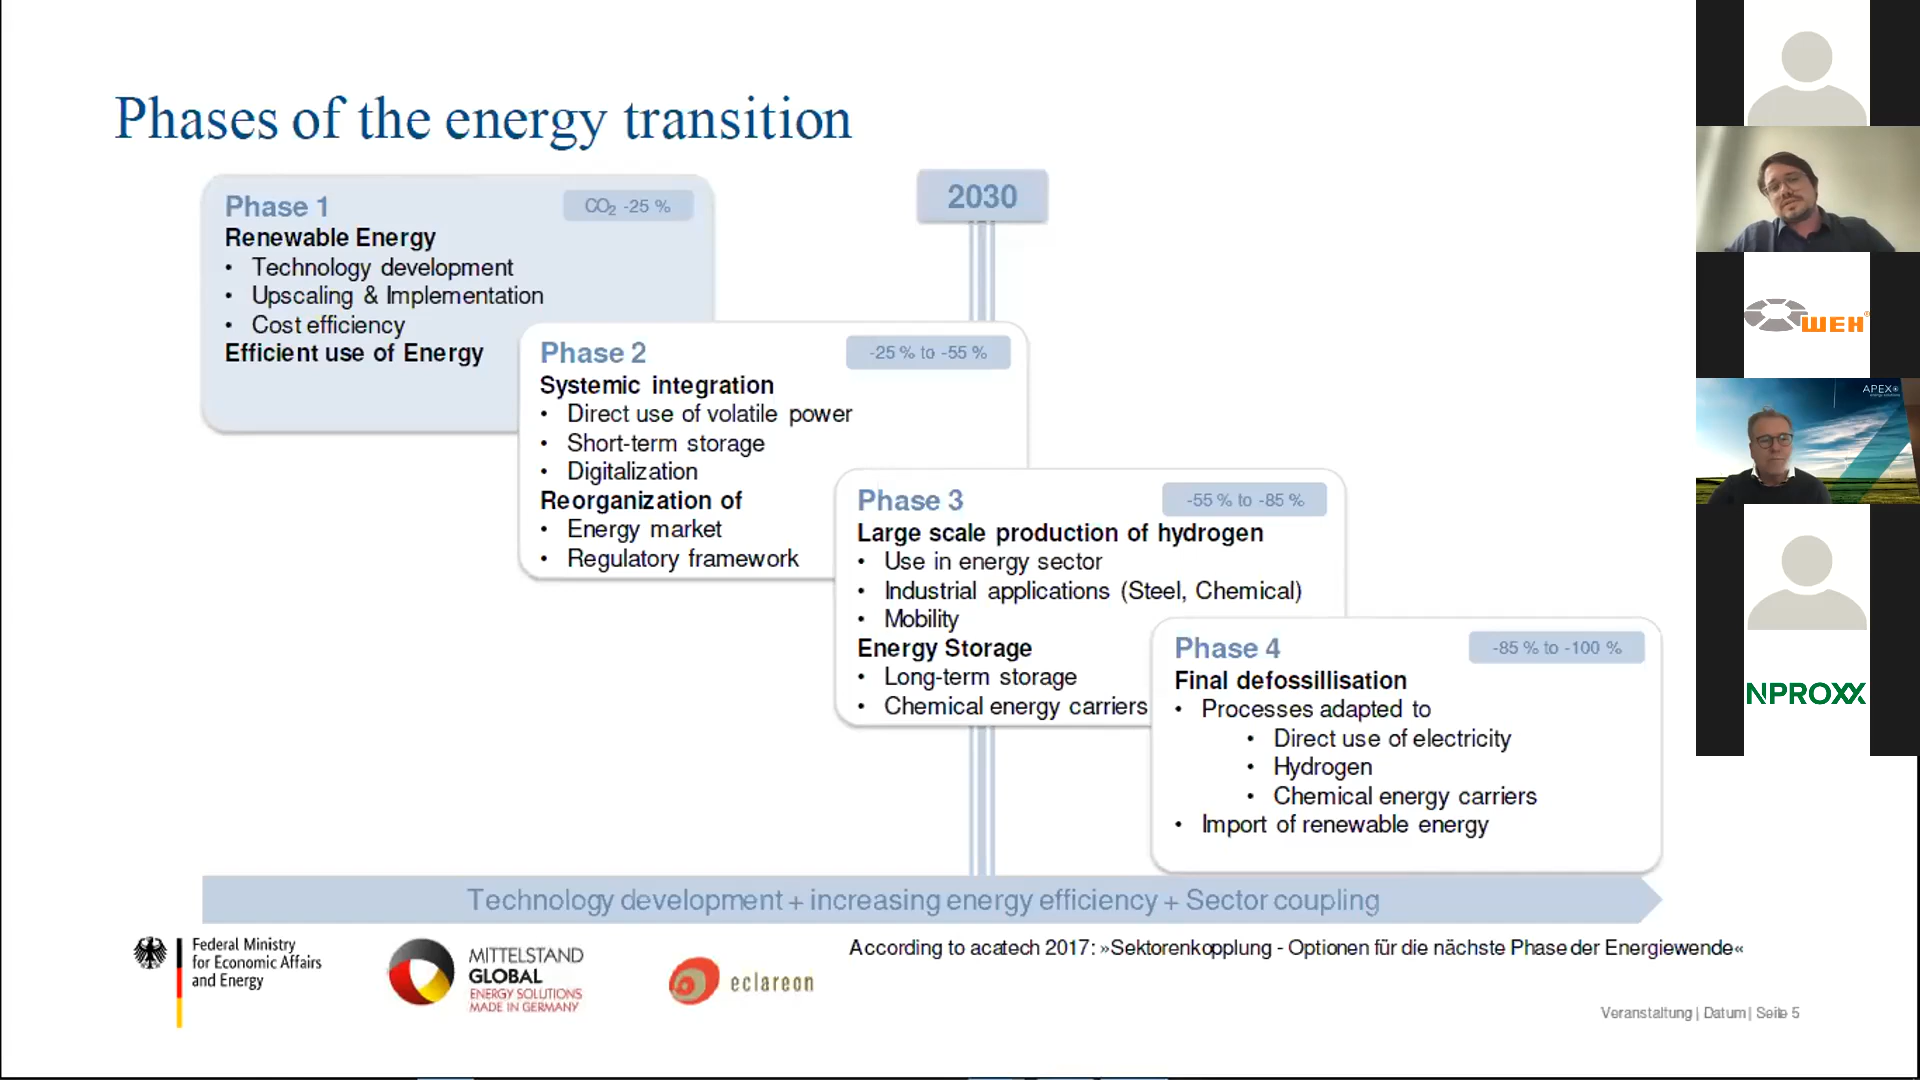 Phases of the energy transition
Phase 1
CO₂ -25 %
Renewable Energy
• Technology development
• Upscaling & Implementation
• Cost efficiency
Efficient use of Energy
2030
Phase 2
-25 % to -55 %
Systemic integration
• Direct use of volatile power
• Short-term storage
• Digitalization
Reorganization of
• Energy market
• Regulatory framework
Phase 3
-55 % to -85 %
Large scale production of hydrogen
• Use in energy sector
• Industrial applications (Steel, Chemical)
• Mobility
Energy Storage
• Long-term storage
• Chemical energy carriers
Phase 4
-85 % to -100 %
Final defossillisation
• Processes adapted to
• Direct use of electricity
• Hydrogen
• Chemical energy carriers
• Import of renewable energy
Technology development + increasing energy efficiency + Sector coupling
Federal Ministry
for Economic Affairs
and Energy
MITTELSTAND
GLOBAL
ENERGY SOLUTIONS
MADE IN GERMANY
eclareon
According to acatech 2017: »Sektorenkopplung - Optionen für die nächste Phase der Energiewende«
Veranstaltung | Datum | Seite 5
WEH®
APEX
energy solutions
NPROXX